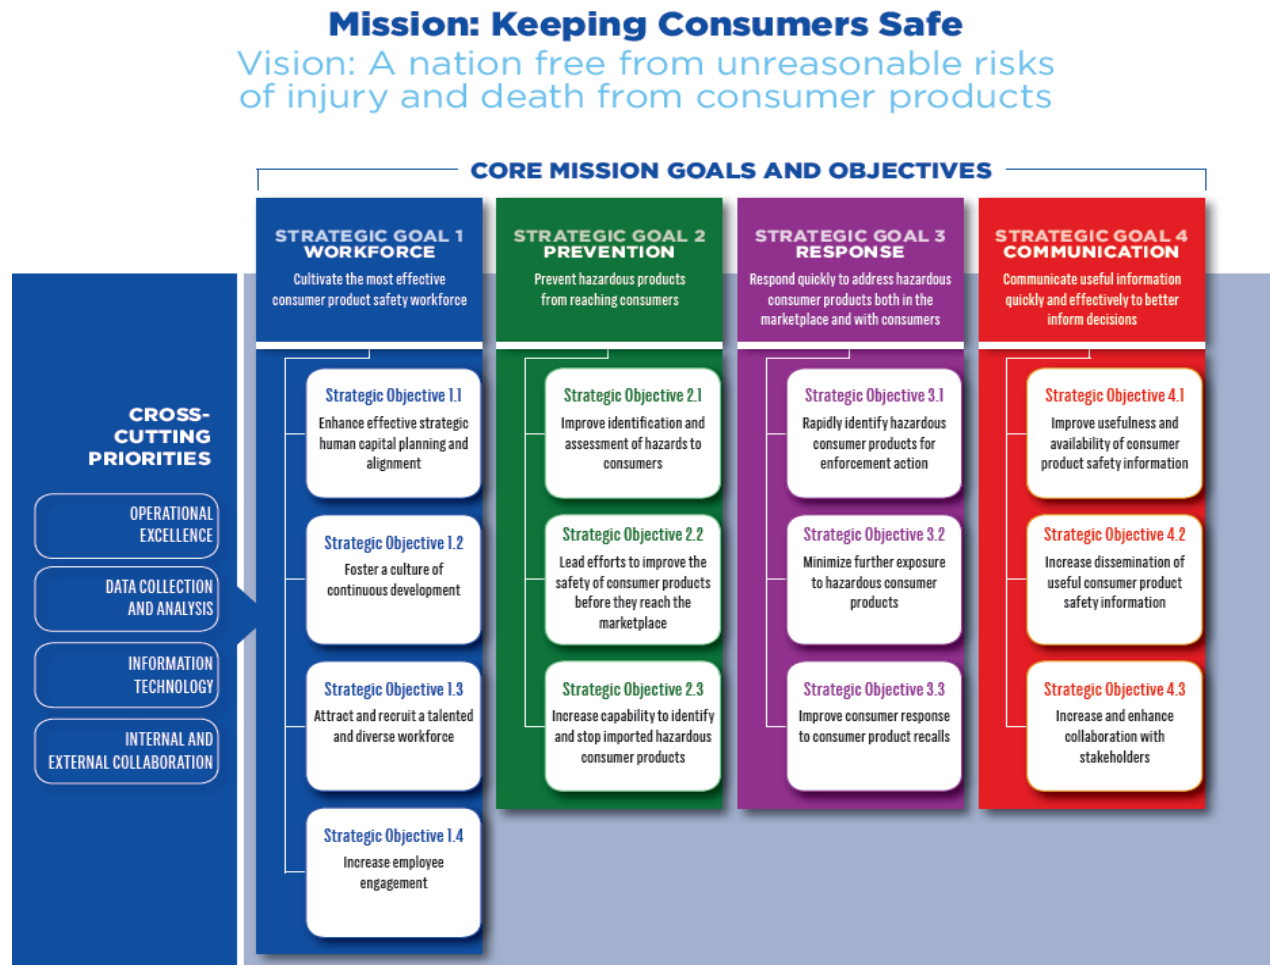 Mission: Keeping Consumers Safe
Vision: A nation free from unreasonable risks
of injury and death from consumer products
CORE MISSION GOALS AND OBJECTIVES
CROSS-
CUTTING
PRIORITIES
OPERATIONAL
EXCELLENCE
DATA COLLECTION
AND ANALYSIS
INFORMATION
TECHNOLOGY
INTERNAL AND
EXTERNAL COLLABORATION
STRATEGIC GOAL 1
WORKFORCE
Cultivate the most effective
consumer product safety workforce
Strategic Objective 1.1
Enhance effective strategic
human capital planning and
alignment
Strategic Objective 1.2
Foster a culture of
continuous development
Strategic Objective 1.3
Attract and recruit a talented
and diverse workforce
Strategic Objective 1.4
Increase employee
engagement
STRATEGIC GOAL 2
PREVENTION
Prevent hazardous products
from reaching consumers
Strategic Objective 2.1
Improve identification and
assessment of hazards to
consumers
Strategic Objective 2.2
Lead efforts to improve the
safety of consumer products
before they reach the
marketplace
Strategic Objective 2.3
Increase capability to identify
and stop imported hazardous
consumer products
STRATEGIC GOAL 3
RESPONSE
Respond quickly to address hazardous
consumer products both in the
marketplace and with consumers
Strategic Objective 3.1
Rapidly identify hazardous
consumer products for
enforcement action
Strategic Objective 3.2
Minimize further exposure
to hazardous consumer
products
Strategic Objective 3.3
Improve consumer response
to consumer product recalls
STRATEGIC GOAL 4
COMMUNICATION
Communicate useful information
quickly and effectively to better
inform decisions
Strategic Objective 4.1
Improve usefulness and
availability of consumer
product safety information
Strategic Objective 4.2
Increase dissemination of
useful consumer product
safety information
Strategic Objective 4.3
Increase and enhance
collaboration with
stakeholders